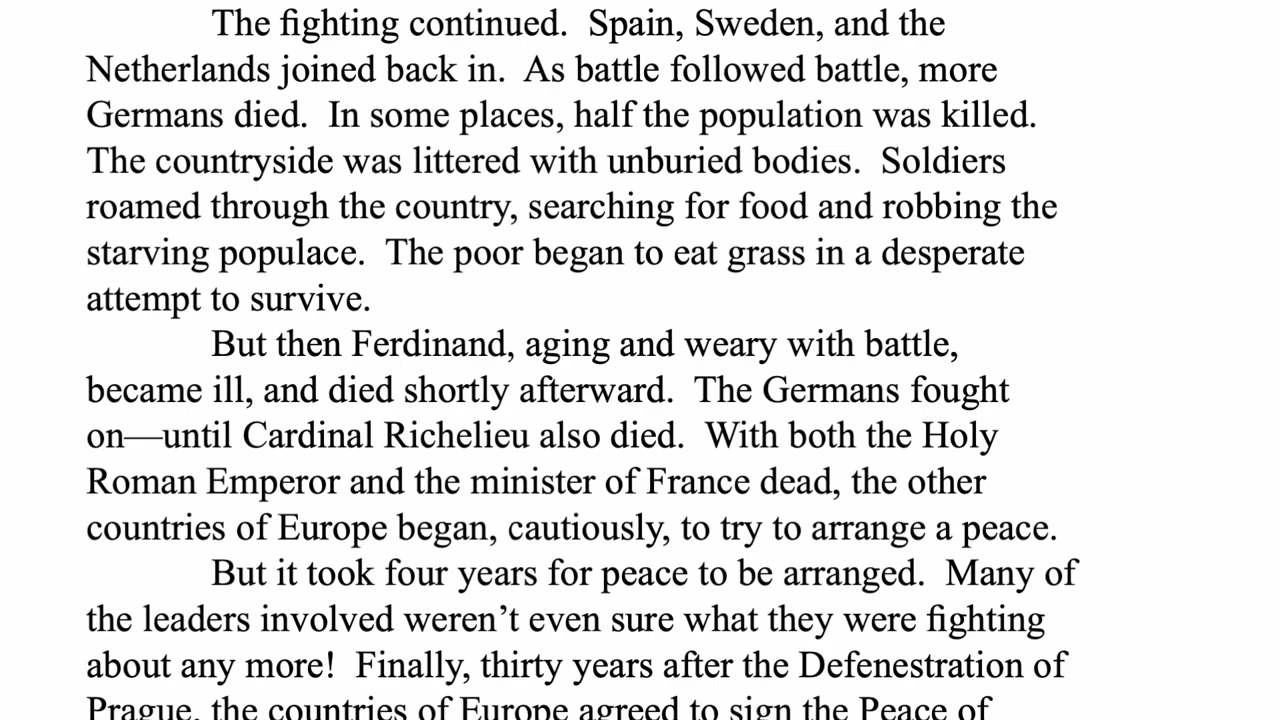 The fighting continued.  Spain, Sweden, and the
Netherlands joined back in.  As battle followed battle, more
Germans died.  In some places, half the population was killed.
The countryside was littered with unburied bodies.  Soldiers
roamed through the country, searching for food and robbing the
starving populace.  The poor began to eat grass in a desperate
attempt to survive.
But then Ferdinand, aging and weary with battle,
became ill, and died shortly afterward.  The Germans fought
on—until Cardinal Richelieu also died.  With both the Holy
Roman Emperor and the minister of France dead, the other
countries of Europe began, cautiously, to try to arrange a peace.
But it took four years for peace to be arranged.  Many of
the leaders involved weren’t even sure what they were fighting
about any more!  Finally, thirty years after the Defenestration of
Prague, the countries of Europe agreed to sign the Peace of